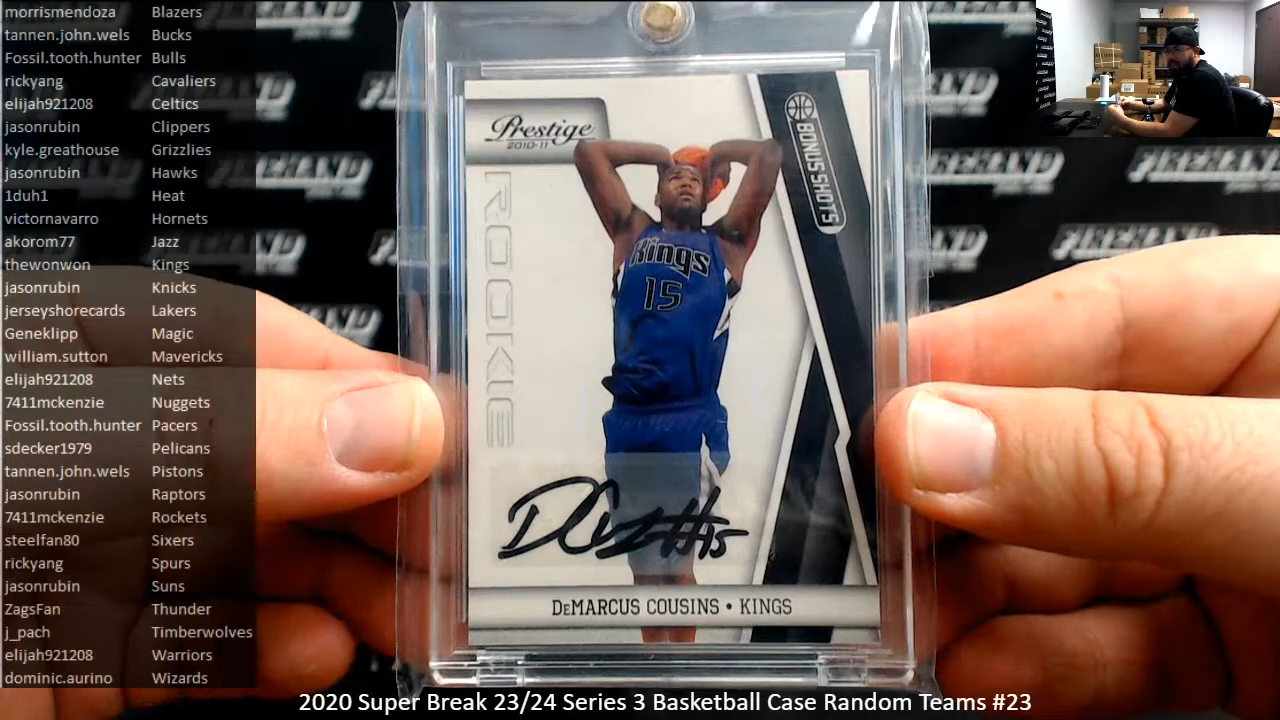 morrismendoza Blazers
tannen.john.wels Bucks
Fossil.tooth.hunter Bulls
rickyang Cavaliers
elijah921208 Celtics
jasonrubin Clippers
kyle.greathouse Grizzlies
jasonrubin Hawks
1duh1 Heat
victornavarro Hornets
akorom77 Jazz
thewonwon Kings
jasonrubin Knicks
jerseyshorecards Lakers
Geneklipp Magic
william.sutton Mavericks
elijah921208 Nets
7411mckenzie Nuggets
Fossil.tooth.hunter Pacers
sdecker1979 Pelicans
tannen.john.wels Pistons
jasonrubin Raptors
7411mckenzie Rockets
steelfan80 Sixers
rickyang Spurs
jasonrubin Suns
ZagsFan Thunder
j_pach Timberwolves
elijah921208 Warriors
dominic.aurino Wizards
Prestige
2010-11
ROOKIE
BONUS SHOTS
Kings
15
DeMARCUS COUSINS • KINGS
FIREHAND
2020 Super Break 23/24 Series 3 Basketball Case Random Teams #23